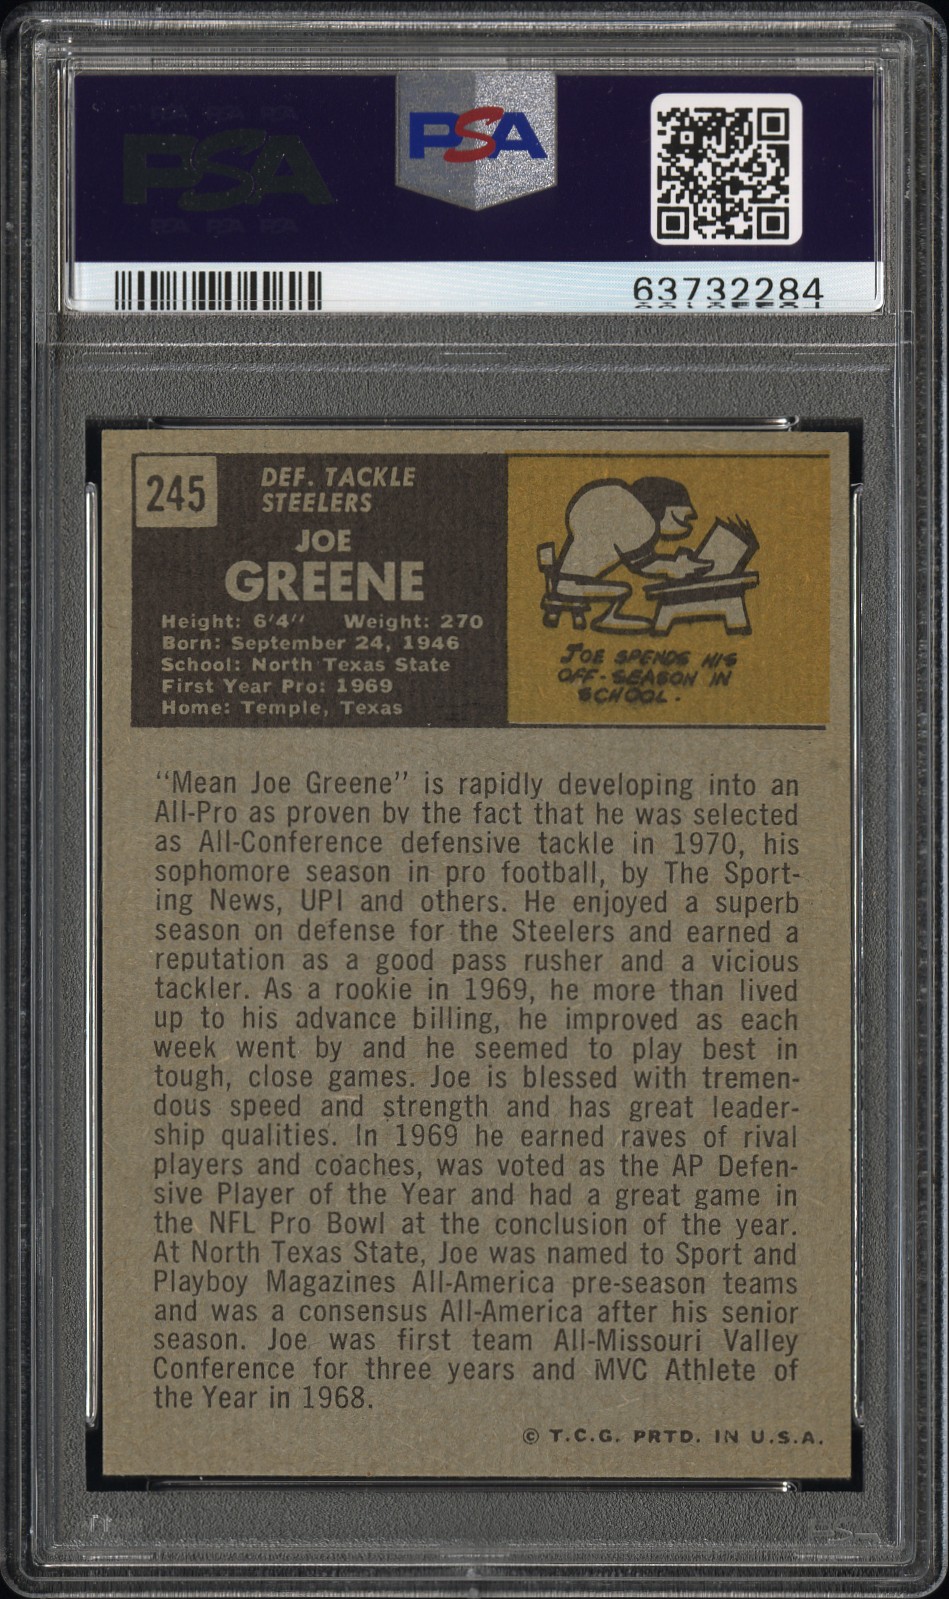 PSA PSA PSA
PSA
PSA PSA PSA
PSA
63732284
245
DEF. TACKLE
STEELERS
JOE
GREENE
Height: 6'4" Weight: 270
Born: September 24, 1946
School: North Texas State
First Year Pro: 1969
Home: Temple, Texas
JOE SPENDS HIS
OFF-SEASON IN
SCHOOL.
"Mean Joe Greene" is rapidly developing into an
All-Pro as proven by the fact that he was selected
as All-Conference defensive tackle in 1970, his
sophomore season in pro football, by The Sport-
ing News, UPI and others. He enjoyed a superb
season on defense for the Steelers and earned a
reputation as a good pass rusher and a vicious
tackler. As a rookie in 1969, he more than lived
up to his advance billing, he improved as each
week went by and he seemed to play best in
tough, close games. Joe is blessed with tremen-
dous speed and strength and has great leader-
ship qualities. In 1969 he earned raves of rival
players and coaches, was voted as the AP Defen-
sive Player of the Year and had a great game in
the NFL Pro Bowl at the conclusion of the year.
At North Texas State, Joe was named to Sport and
Playboy Magazines All-America pre-season teams
and was a consensus All-America after his senior
season. Joe was first team All-Missouri Valley
Conference for three years and MVC Athlete of
the Year in 1968.
© T.C.G. PRTD. IN U.S.A.